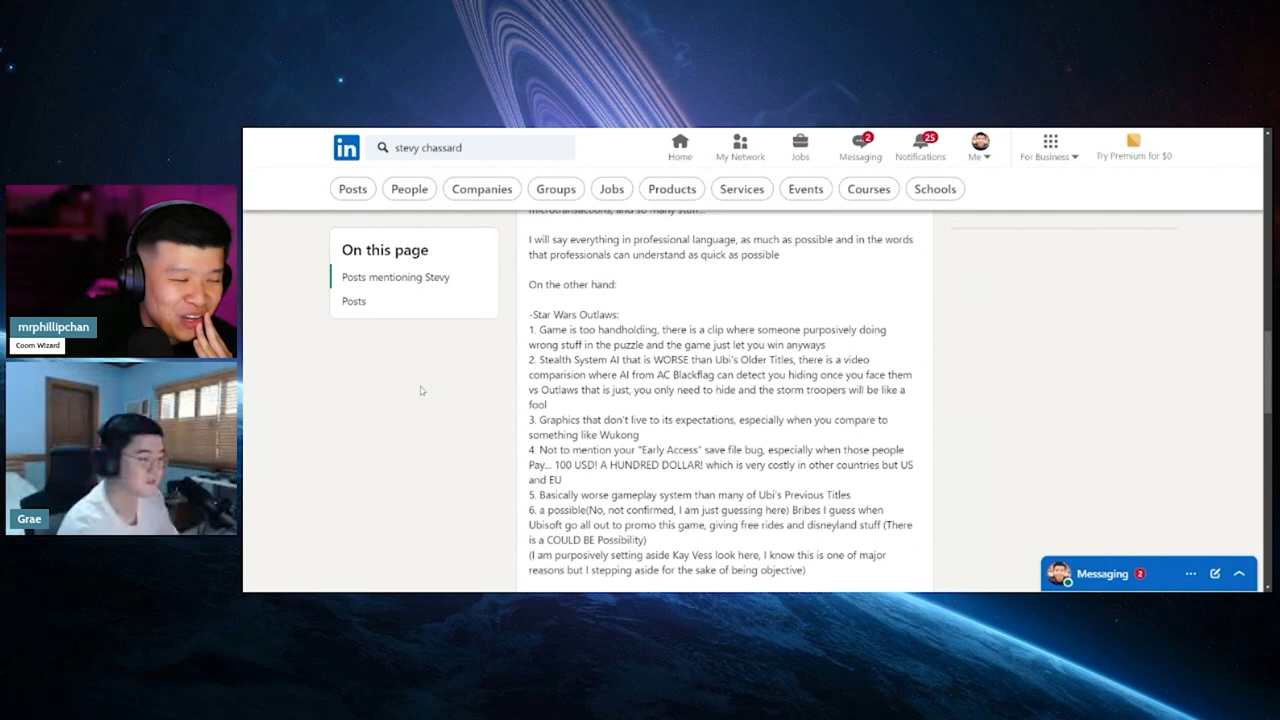 in
stevy chassard
Home
My Network
Jobs
2
Messaging
25
Notifications
Me
For Business
Try Premium for $0
Posts
People
Companies
Groups
Jobs
Products
Services
Events
Courses
Schools
On this page
Posts mentioning Stevy
Posts
microtransactions, and so many stuff...
I will say everything in professional language, as much as possible and in the words
that professionals can understand as quick as possible
On the other hand:
-Star Wars Outlaws:
1. Game is too handholding, there is a clip where someone purposively doing
wrong stuff in the puzzle and the game just let you win anyways
2. Stealth System AI that is WORSE than Ubi's Older Titles, there is a video
comparision where AI from AC Blackflag can detect you hiding once you face them
vs Outlaws that is just, you only need to hide and the storm troopers will be like a
fool
3. Graphics that don't live to its expectations, especially when you compare to
something like Wukong
4. Not to mention your "Early Access" save file bug, especially when those people
Pay... 100 USD! A HUNDRED DOLLAR! which is very costly in other countries but US
and EU
5. Basically worse gameplay system than many of Ubi's Previous Titles
6. a possible(No, not confirmed, I am just guessing here) Bribes I guess when
Ubisoft go all out to promo this game, giving free rides and disneyland stuff (There
is a COULD BE Possibility)
(I am purposively setting aside Kay Vess look here, I know this is one of major
reasons but I stepping aside for the sake of being objective)
Messaging 2
mrphillipchan
Coom Wizard
Grae